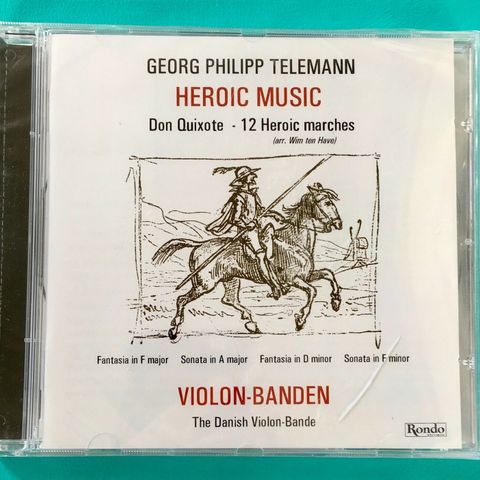 GEORG PHILIPP TELEMANN
HEROIC MUSIC
Don Quixote - 12 Heroic marches
(arr. Wim ten Have)
Fantasia in F major Sonata in A major Fantasia in D minor Sonata in F minor
VIOLON-BANDEN
The Danish Violon-Bande
Rondo